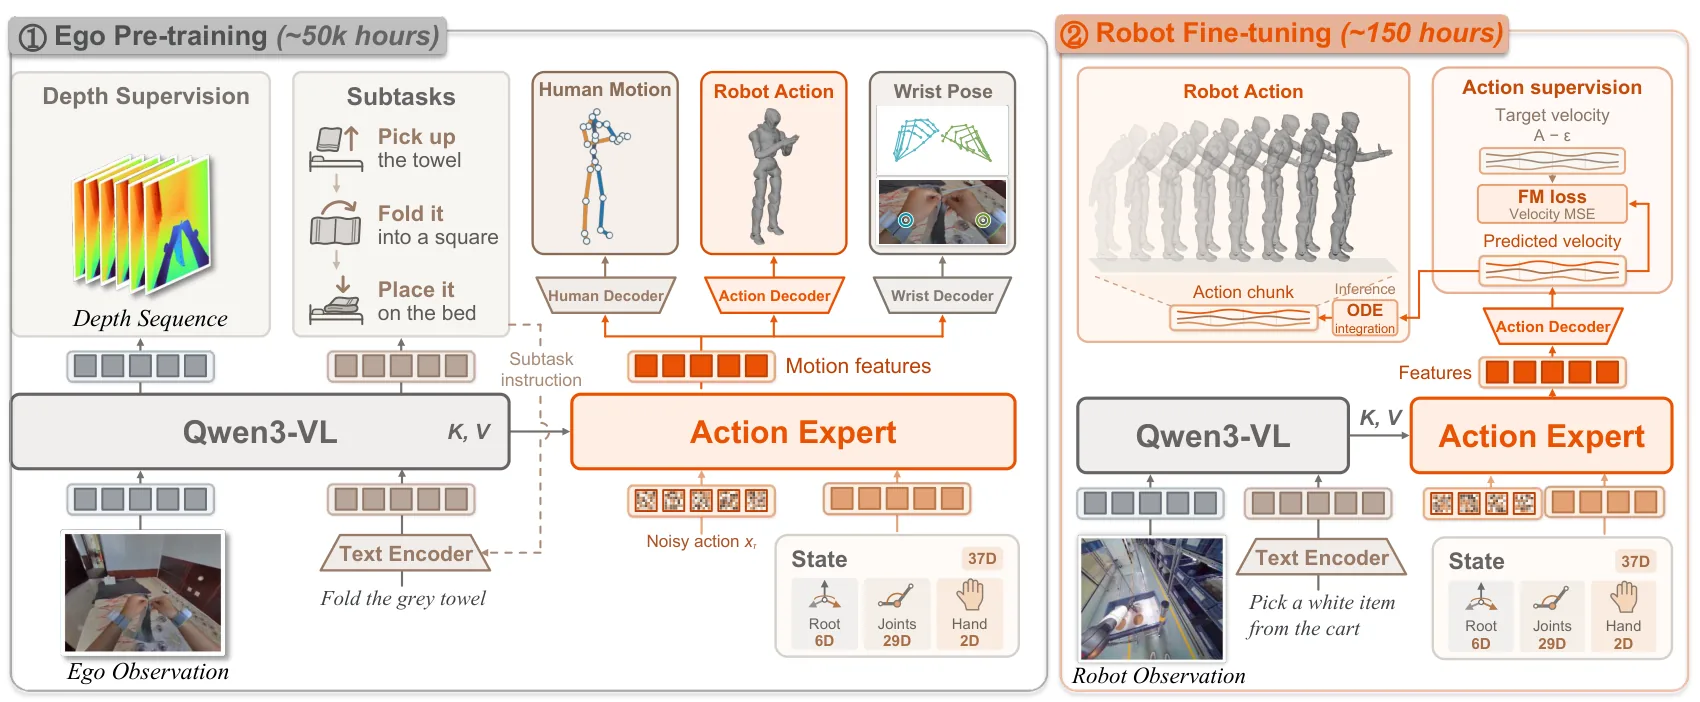 ① Ego Pre-training (~50k hours)
Depth Supervision
Depth Sequence
Subtasks
Pick up
the towel
Fold it
into a square
Place it
on the bed
Human Motion
Robot Action
Wrist Pose
Human Decoder
Action Decoder
Wrist Decoder
Subtask
instruction
Motion features
Qwen3-VL
K, V
Action Expert
Text Encoder
Fold the grey towel
Ego Observation
Noisy action xτ
State
37D
Root
6D
Joints
29D
Hand
2D
② Robot Fine-tuning (~150 hours)
Robot Action
Action chunk
Inference
ODE
integration
Action supervision
Target velocity
A − ε
FM loss
Velocity MSE
Predicted velocity
Action Decoder
Features
Qwen3-VL
K, V
Action Expert
Text Encoder
Pick a white item
from the cart
Robot Observation
State
37D
Root
6D
Joints
29D
Hand
2D